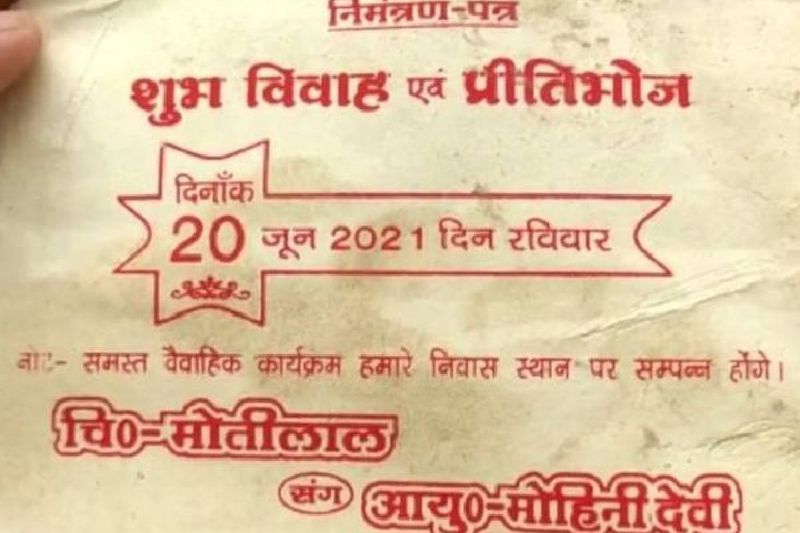 निमंत्रण-पत्र
शुभ विवाह एवं प्रीतिभोज
दिनाँक
20 जून 2021 दिन रविवार
नोट- समस्त वैवाहिक कार्यक्रम हमारे निवास स्थान पर सम्पन्न होंगे।
चि0=मोतीलाल
संग
आयु0=मोहिनी देवी